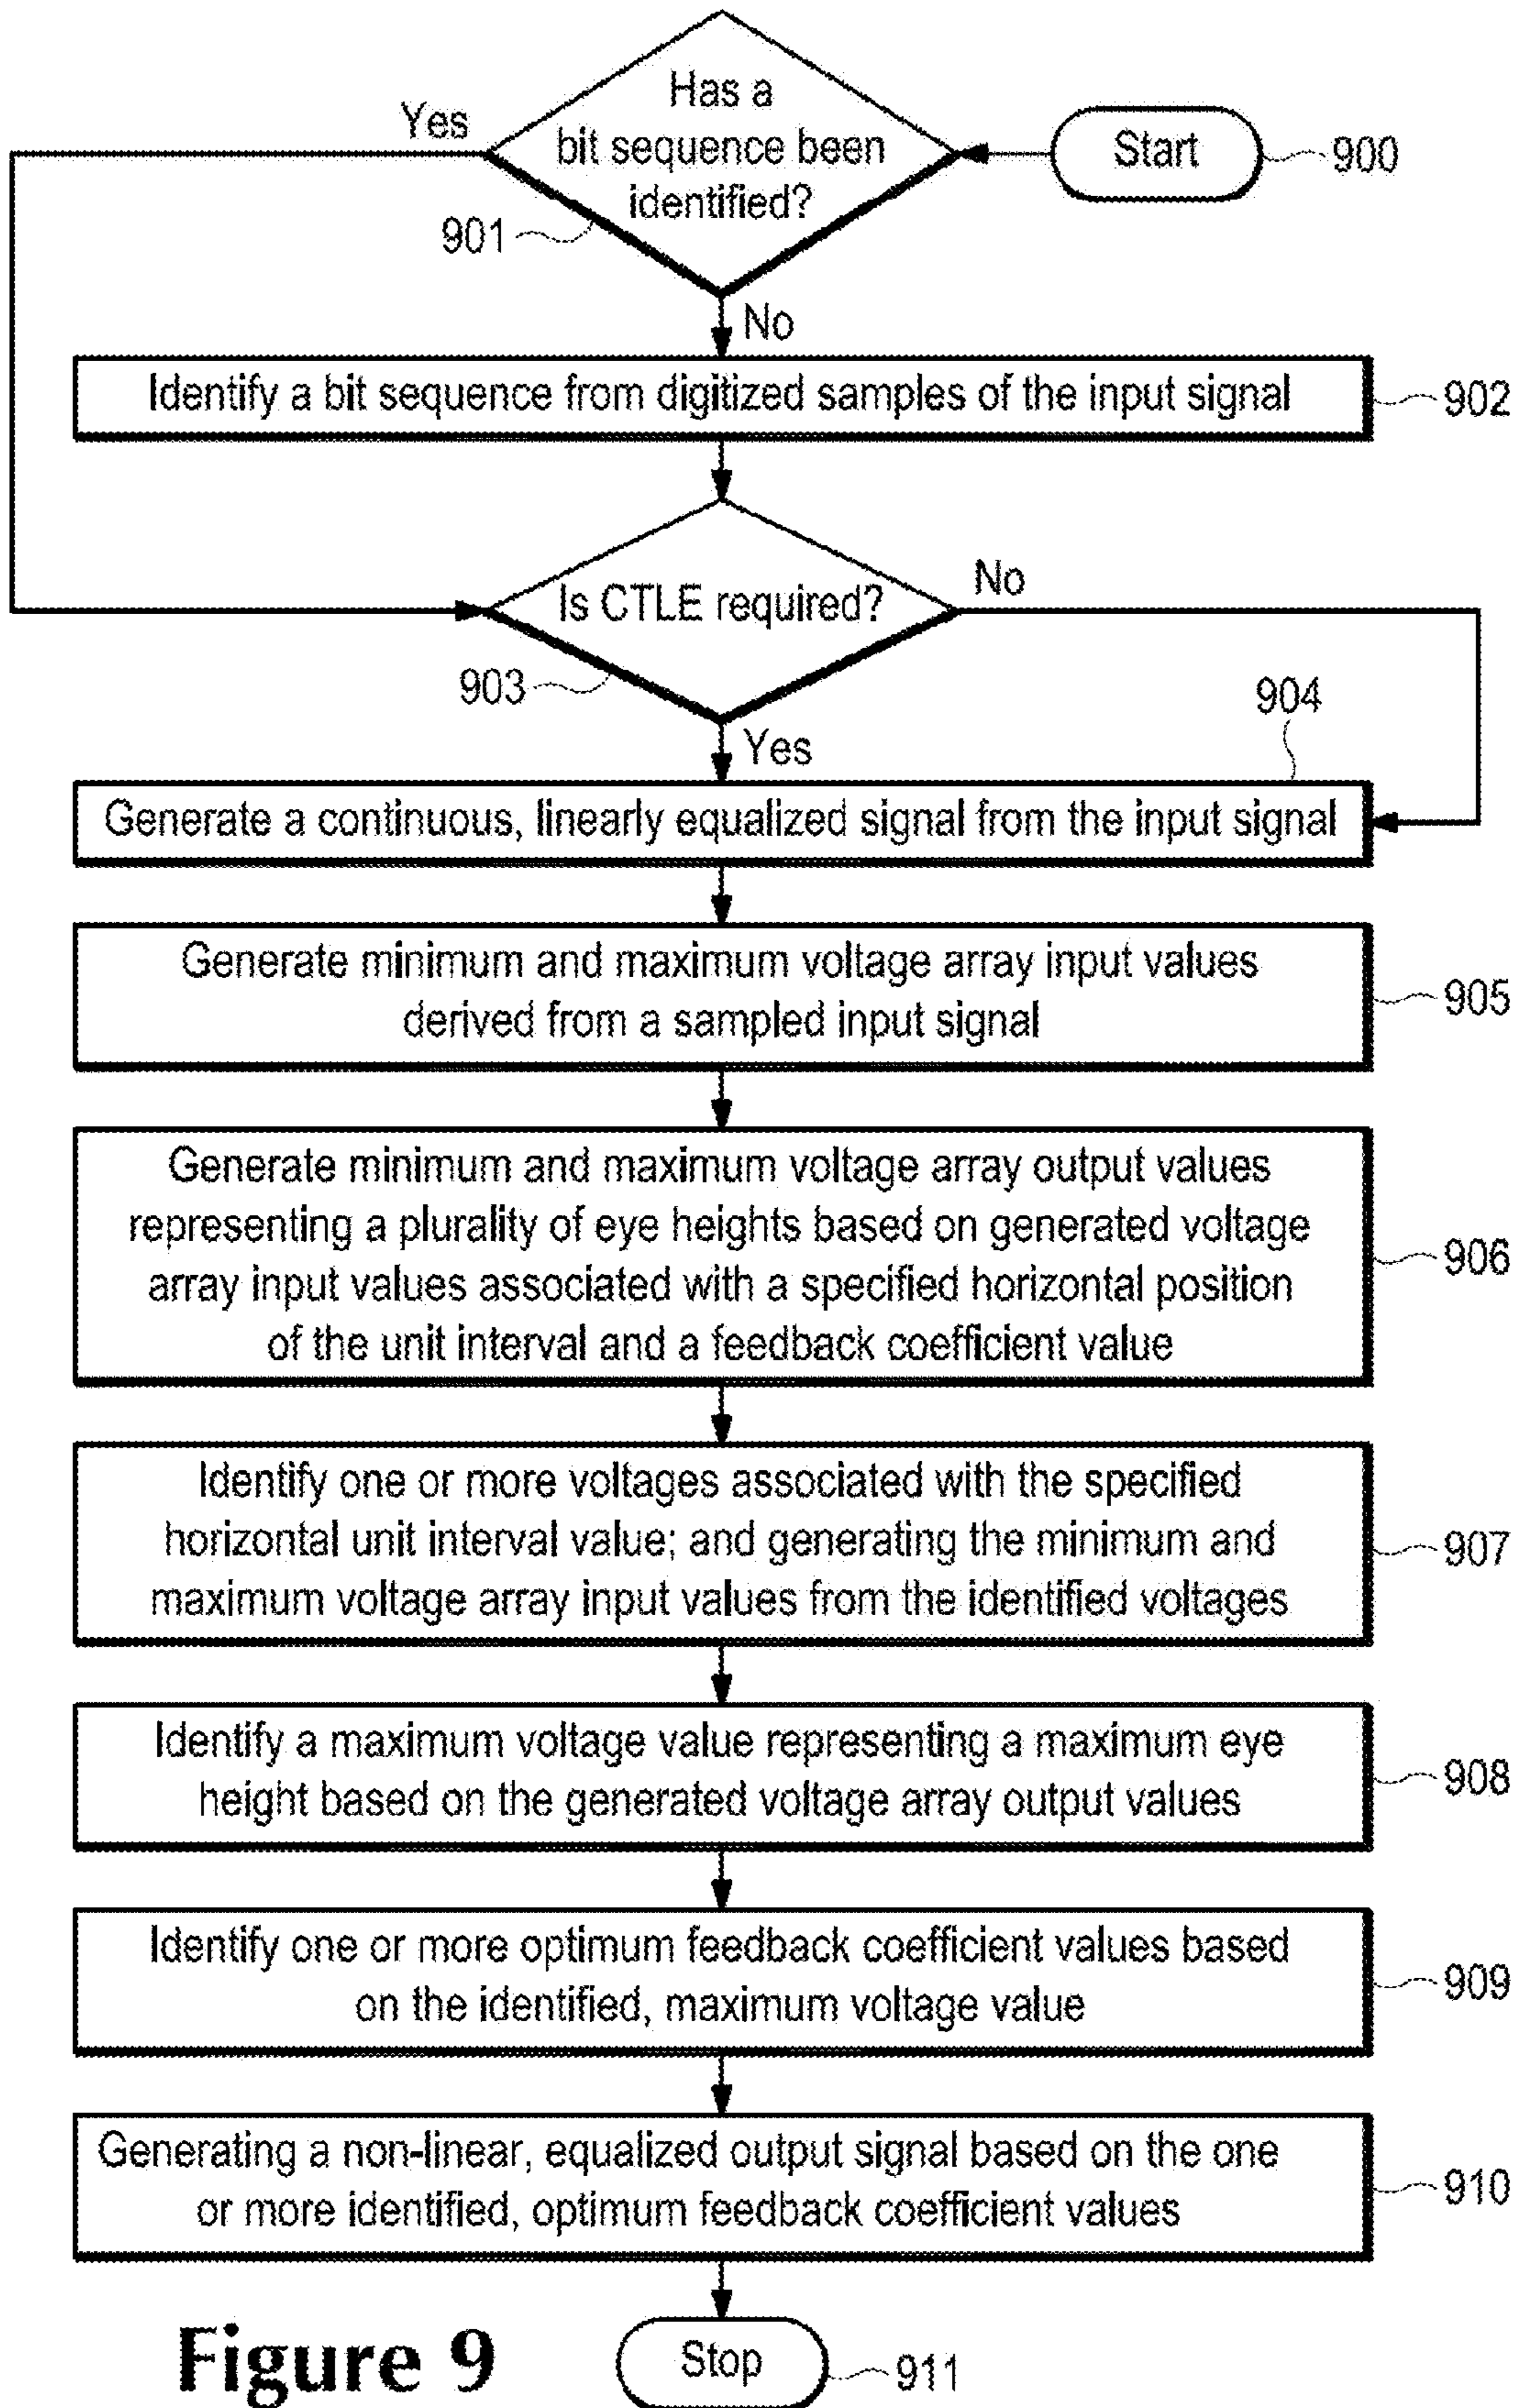 Has a
bit sequence been
identified?
Yes
Start
900
901
No
Identify a bit sequence from digitized samples of the input signal
902
Is CTLE required?
No
903
904
Yes
Generate a continuous, linearly equalized signal from the input signal
Generate minimum and maximum voltage array input values
derived from a sampled input signal
905
Generate minimum and maximum voltage array output values
representing a plurality of eye heights based on generated voltage
array input values associated with a specified horizontal position
of the unit interval and a feedback coefficient value
906
Identify one or more voltages associated with the specified
horizontal unit interval value; and generating the minimum and
maximum voltage array input values from the identified voltages
907
Identify a maximum voltage value representing a maximum eye
height based on the generated voltage array output values
908
Identify one or more optimum feedback coefficient values based
on the identified, maximum voltage value
909
Generating a non-linear, equalized output signal based on the one
or more identified, optimum feedback coefficient values
910
Figure 9
Stop
911